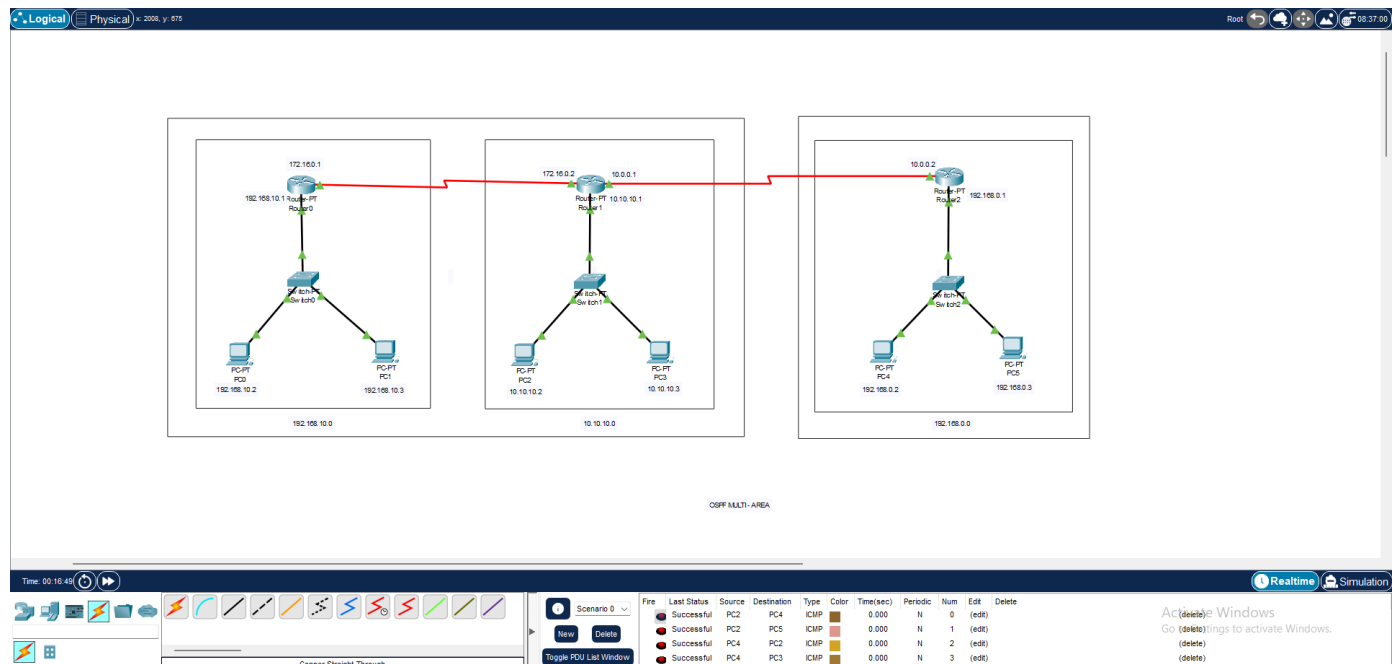 Logical Physical x: 2008, y: 675 Root 08:37:00
172.16.0.1
192.168.10.1 Router-PT
Router0
172.16.0.2 10.0.0.1
Router-PT 10.10.10.1
Router1
10.0.0.2
Router-PT 192.168.0.1
Router2
Switch-PT
Switch0
Switch-PT
Switch1
Switch-PT
Switch2
PC-PT
PC0
192.168.10.2
PC-PT
PC1
192.168.10.3
PC-PT
PC2
10.10.10.2
PC-PT
PC3
10.10.10.3
PC-PT
PC4
192.168.0.2
PC-PT
PC5
192.168.0.3
192.168.10.0
10.10.10.0
192.168.0.0
OSPF MULTI - AREA
Time: 00:16:49 Realtime Simulation
Scenario 0
New Delete
Toggle PDU List Window
Fire Last Status Source Destination Type Color Time(sec) Periodic Num Edit Delete
Successful PC2 PC4 ICMP 0.000 N 0 (edit) (delete)
Successful PC2 PC5 ICMP 0.000 N 1 (edit) (delete)
Successful PC4 PC2 ICMP 0.000 N 2 (edit) (delete)
Successful PC4 PC3 ICMP 0.000 N 3 (edit) (delete)
Activate Windows
Go to Settings to activate Windows.
Copper Straight-Through